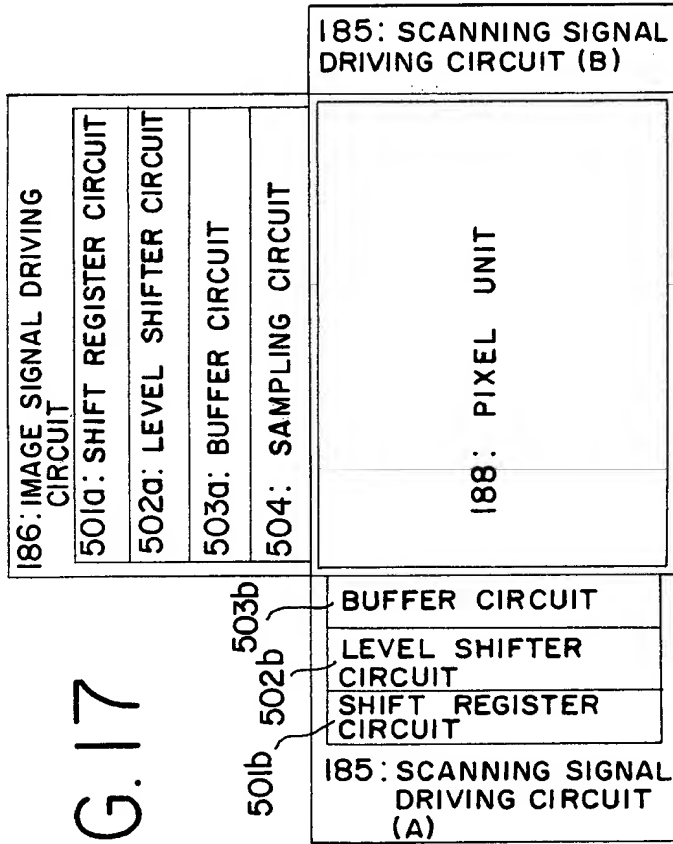 G. 17
186: IMAGE SIGNAL DRIVING
CIRCUIT
501a: SHIFT REGISTER CIRCUIT
502a: LEVEL SHIFTER CIRCUIT
503a: BUFFER CIRCUIT
504: SAMPLING CIRCUIT
188: PIXEL UNIT
185: SCANNING SIGNAL
DRIVING CIRCUIT (B)
503b
BUFFER CIRCUIT
502b
LEVEL SHIFTER
CIRCUIT
501b
SHIFT REGISTER
CIRCUIT
185: SCANNING SIGNAL
DRIVING CIRCUIT
(A)